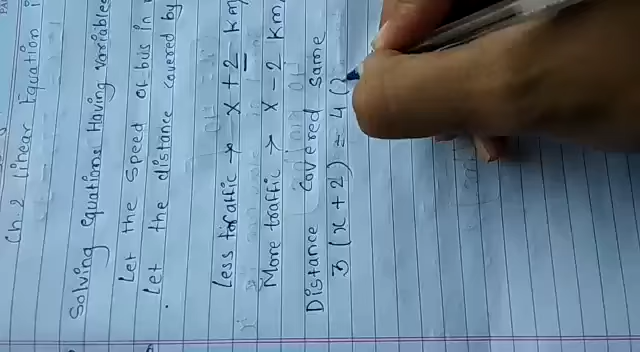 Ch-2 Linear Equation i
Solving equations Having variables
Let the speed of bus in
Let the distance covered by
Less traffic → x + 2 km,
More traffic → x - 2 km,
Distance covered same
3 (x + 2) = 4 (